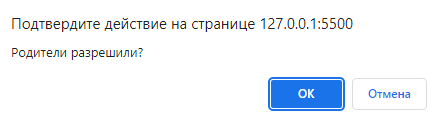 Подтвердите действие на странице 127.0.0.1:5500
Родители разрешили?
ОК Отмена